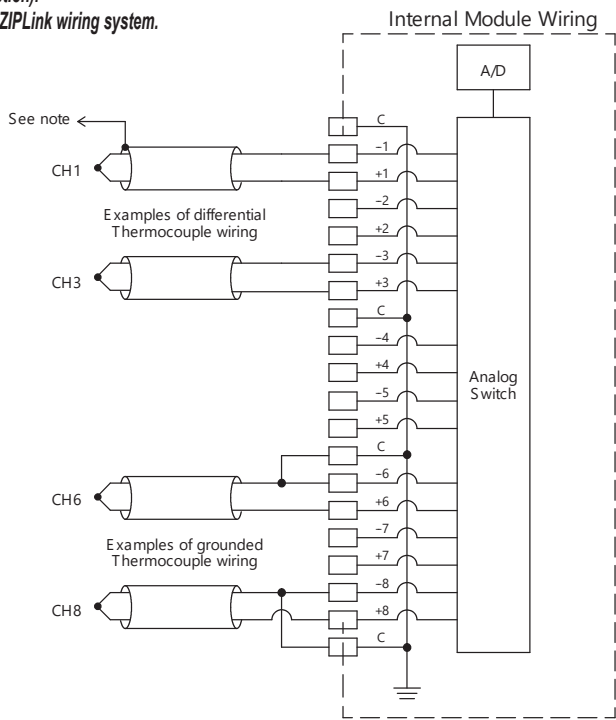 ZIPLink wiring system.
Internal Module Wiring
A/D
See note
C
−1
CH1
+1
−2
Examples of differential
Thermocouple wiring
+2
−3
CH3
+3
C
−4
+4
Analog
Switch
−5
+5
C
−6
CH6
+6
−7
Examples of grounded
Thermocouple wiring
+7
−8
CH8
+8
C